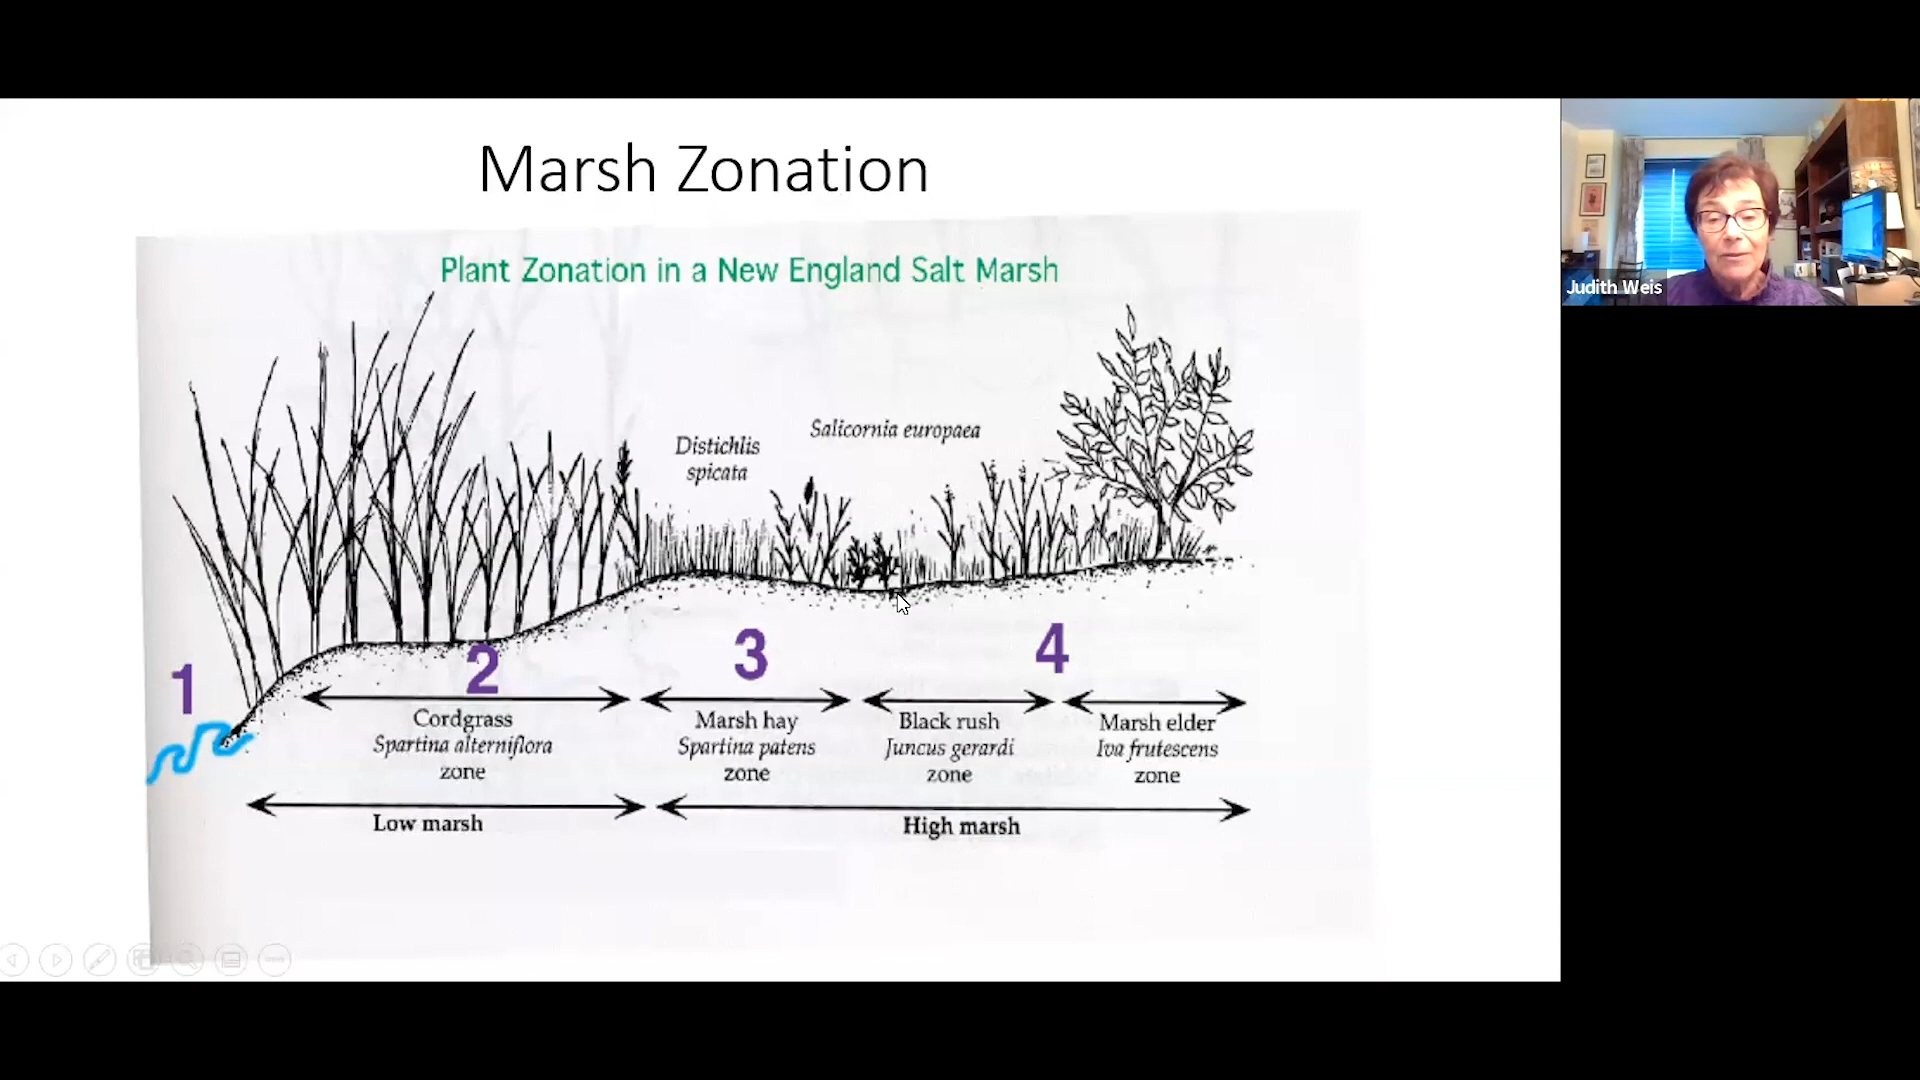 Marsh Zonation
Plant Zonation in a New England Salt Marsh
Distichlis
spicata
Salicornia europaea
1
2
3
4
Cordgrass
Spartina alterniflora
zone
Marsh hay
Spartina patens
zone
Black rush
Juncus gerardi
zone
Marsh elder
Iva frutescens
zone
Low marsh
High marsh
Judith Weis